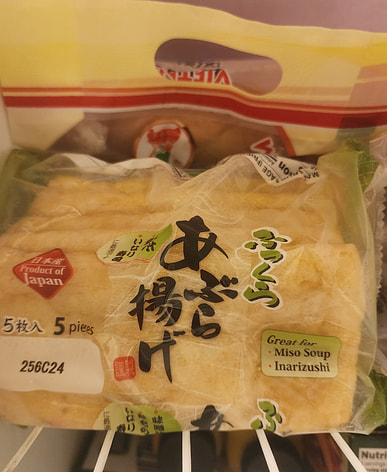 日本産
Product of
Japan
ふっくら
あぶら
揚げ
5枚入 5 pieces
256C24
Great for
· Miso Soup
· Inarizushi
Nutri